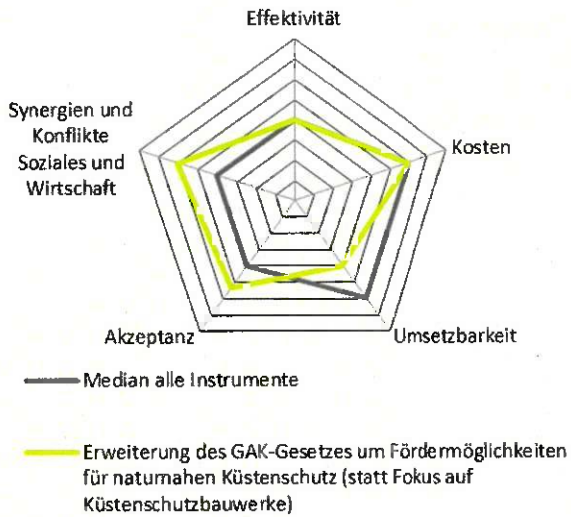 Effektivität
Synergien und
Konflikte
Soziales und
Wirtschaft
Kosten
Akzeptanz
Umsetzbarkeit
Median alle Instrumente
Erweiterung des GAK-Gesetzes um Fördermöglichkeiten
für naturnahen Küstenschutz (statt Fokus auf
Küstenschutzbauwerke)